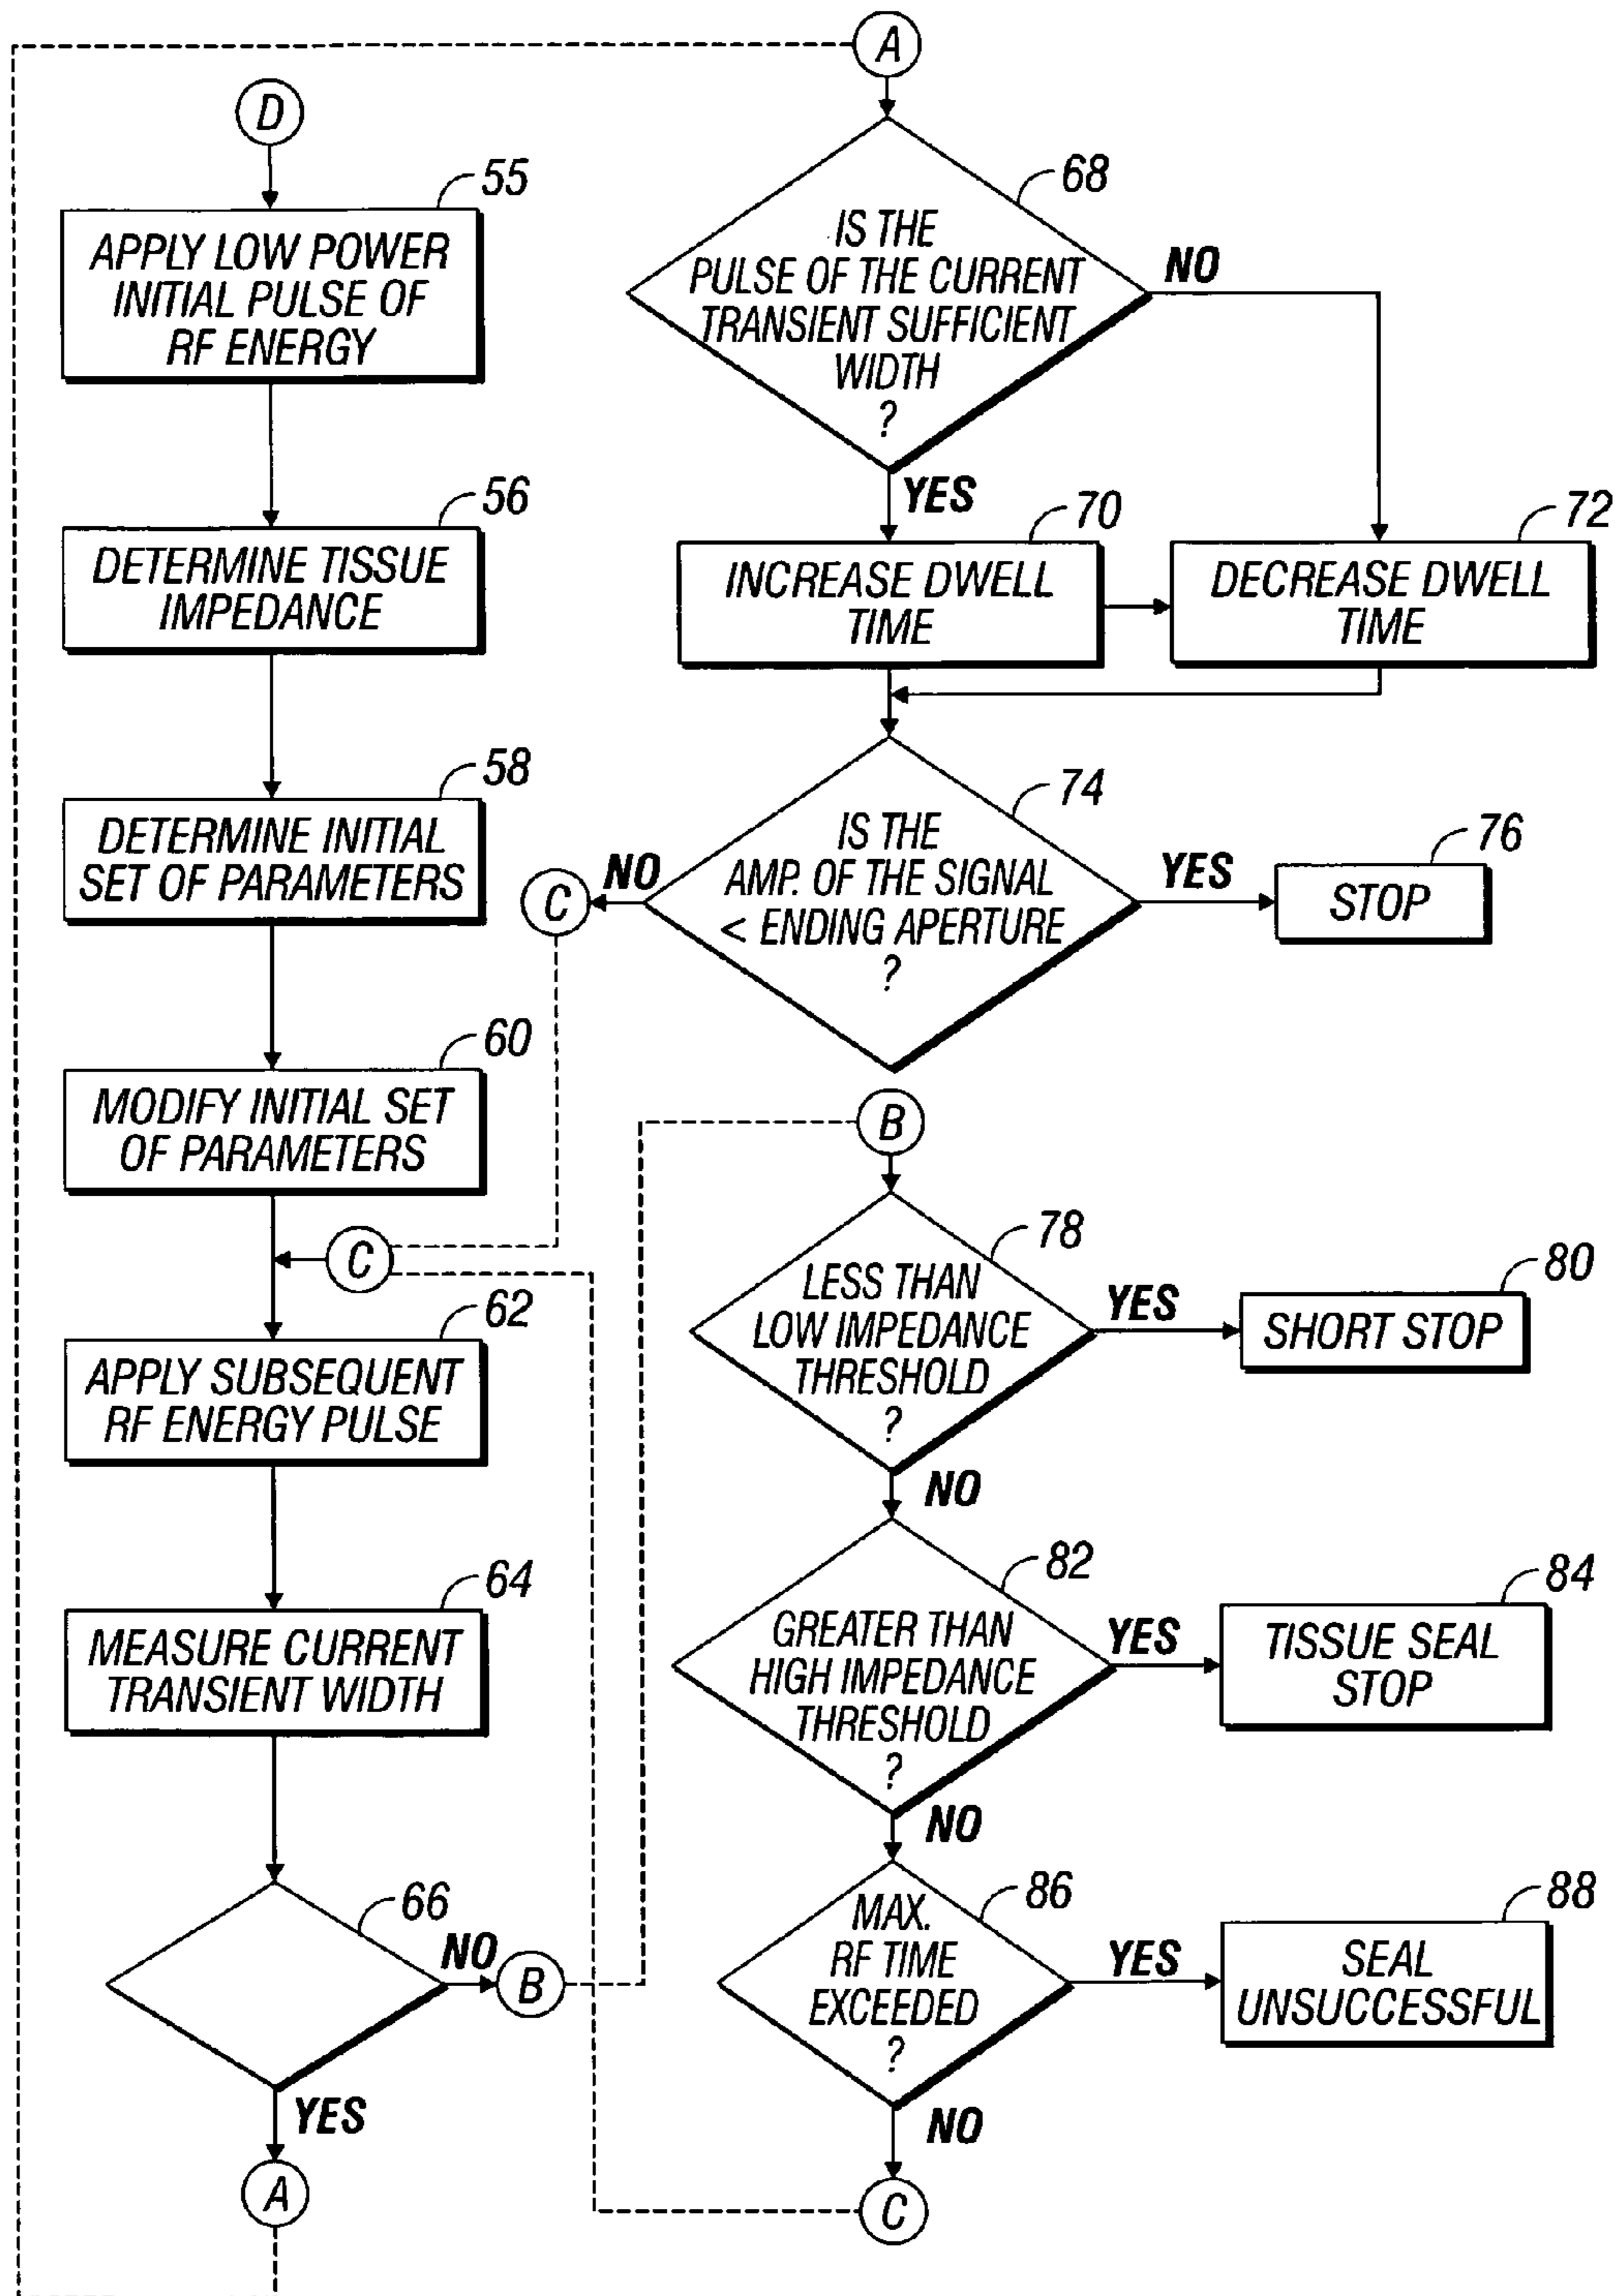 D
55
APPLY LOW POWER
INITIAL PULSE OF
RF ENERGY
56
DETERMINE TISSUE
IMPEDANCE
58
DETERMINE INITIAL
SET OF PARAMETERS
60
MODIFY INITIAL SET
OF PARAMETERS
C
62
APPLY SUBSEQUENT
RF ENERGY PULSE
64
MEASURE CURRENT
TRANSIENT WIDTH
66
NO
B
YES
A
A
68
IS THE
PULSE OF THE CURRENT
TRANSIENT SUFFICIENT
WIDTH
?
NO
YES
70
INCREASE DWELL
TIME
72
DECREASE DWELL
TIME
74
IS THE
AMP. OF THE SIGNAL
< ENDING APERTURE
?
NO
C
YES
76
STOP
B
78
LESS THAN
LOW IMPEDANCE
THRESHOLD
?
YES
80
SHORT STOP
NO
82
GREATER THAN
HIGH IMPEDANCE
THRESHOLD
?
YES
84
TISSUE SEAL
STOP
NO
86
MAX.
RF TIME
EXCEEDED
?
YES
88
SEAL
UNSUCCESSFUL
NO
C